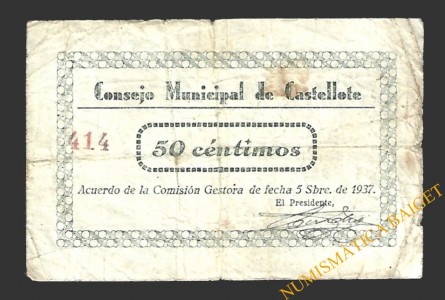 Consejo Municipal de Castellote
414
50 céntimos
Acuerdo de la Comisión Gestora de fecha 5 Sbre. de 1937.
El Presidente,
NUMISMATICA BAIGET